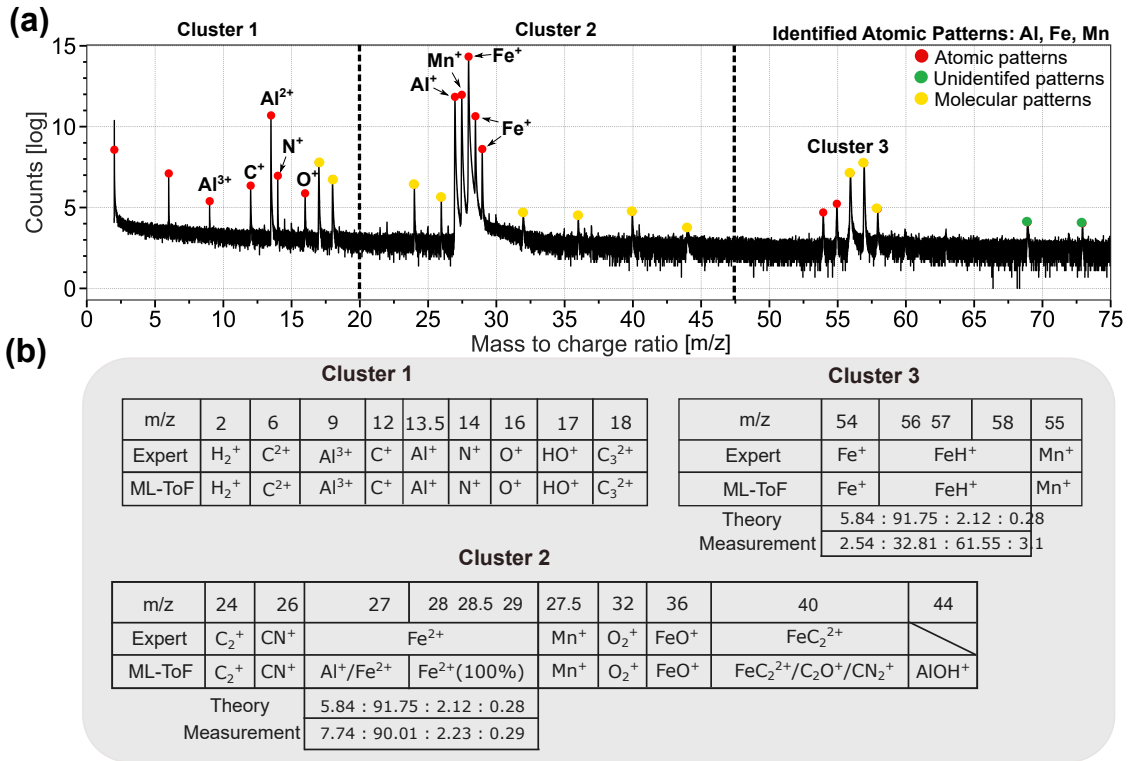 (a)
Cluster 1
Cluster 2
Identified Atomic Patterns: Al, Fe, Mn
Atomic patterns
Unidentifed patterns
Molecular patterns
Fe⁺
Mn⁺
Al⁺
Fe⁺
Al²⁺
N⁺
C⁺
Al³⁺
O⁺
Cluster 3
Counts [log]
15
10
5
0
0 5 10 15 20 25 30 35 40 45 50 55 60 65 70 75
Mass to charge ratio [m/z]
(b)
Cluster 1
m/z 2 6 9 12 13.5 14 16 17 18
Expert H₂⁺ C²⁺ Al³⁺ C⁺ Al⁺ N⁺ O⁺ HO⁺ C₃²⁺
ML-ToF H₂⁺ C²⁺ Al³⁺ C⁺ Al⁺ N⁺ O⁺ HO⁺ C₃²⁺
Cluster 3
m/z 54 56 57 58 55
Expert Fe⁺ FeH⁺ Mn⁺
ML-ToF Fe⁺ FeH⁺ Mn⁺
Theory 5.84 : 91.75 : 2.12 : 0.28
Measurement 2.54 : 32.81 : 61.55 : 3.1
Cluster 2
m/z 24 26 27 28 28.5 29 27.5 32 36 40 44
Expert C₂⁺ CN⁺ Fe²⁺ Mn⁺ O₂⁺ FeO⁺ FeC₂²⁺
ML-ToF C₂⁺ CN⁺ Al⁺/Fe²⁺ Fe²⁺(100%) Mn⁺ O₂⁺ FeO⁺ FeC₂²⁺/C₂O⁺/CN₂⁺ AlOH⁺
Theory 5.84 : 91.75 : 2.12 : 0.28
Measurement 7.74 : 90.01 : 2.23 : 0.29